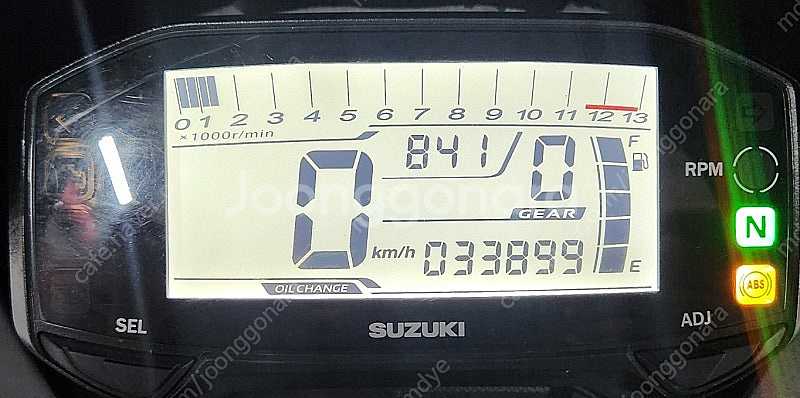 0 1 2 3 4 5 6 7 8 9 10 11 12 13
×1000r/min
841
0
F
RPM
Joonggonara
0
GEAR
N
km/h
033899
E
ABS
OIL CHANGE
SEL
SUZUKI
ADJ